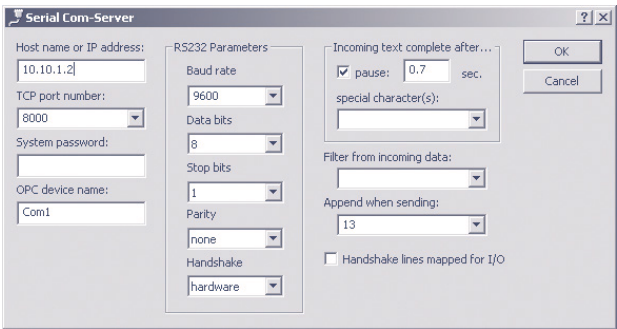 Serial Com-Server
Host name or IP address:
10.10.1.2
TCP port number:
8000
System password:
OPC device name:
Com1
RS232 Parameters
Baud rate
9600
Data bits
8
Stop bits
1
Parity
none
Handshake
hardware
Incoming text complete after...
pause: 0.7 sec.
special character(s):
Filter from incoming data:
Append when sending:
13
Handshake lines mapped for I/O
OK
Cancel